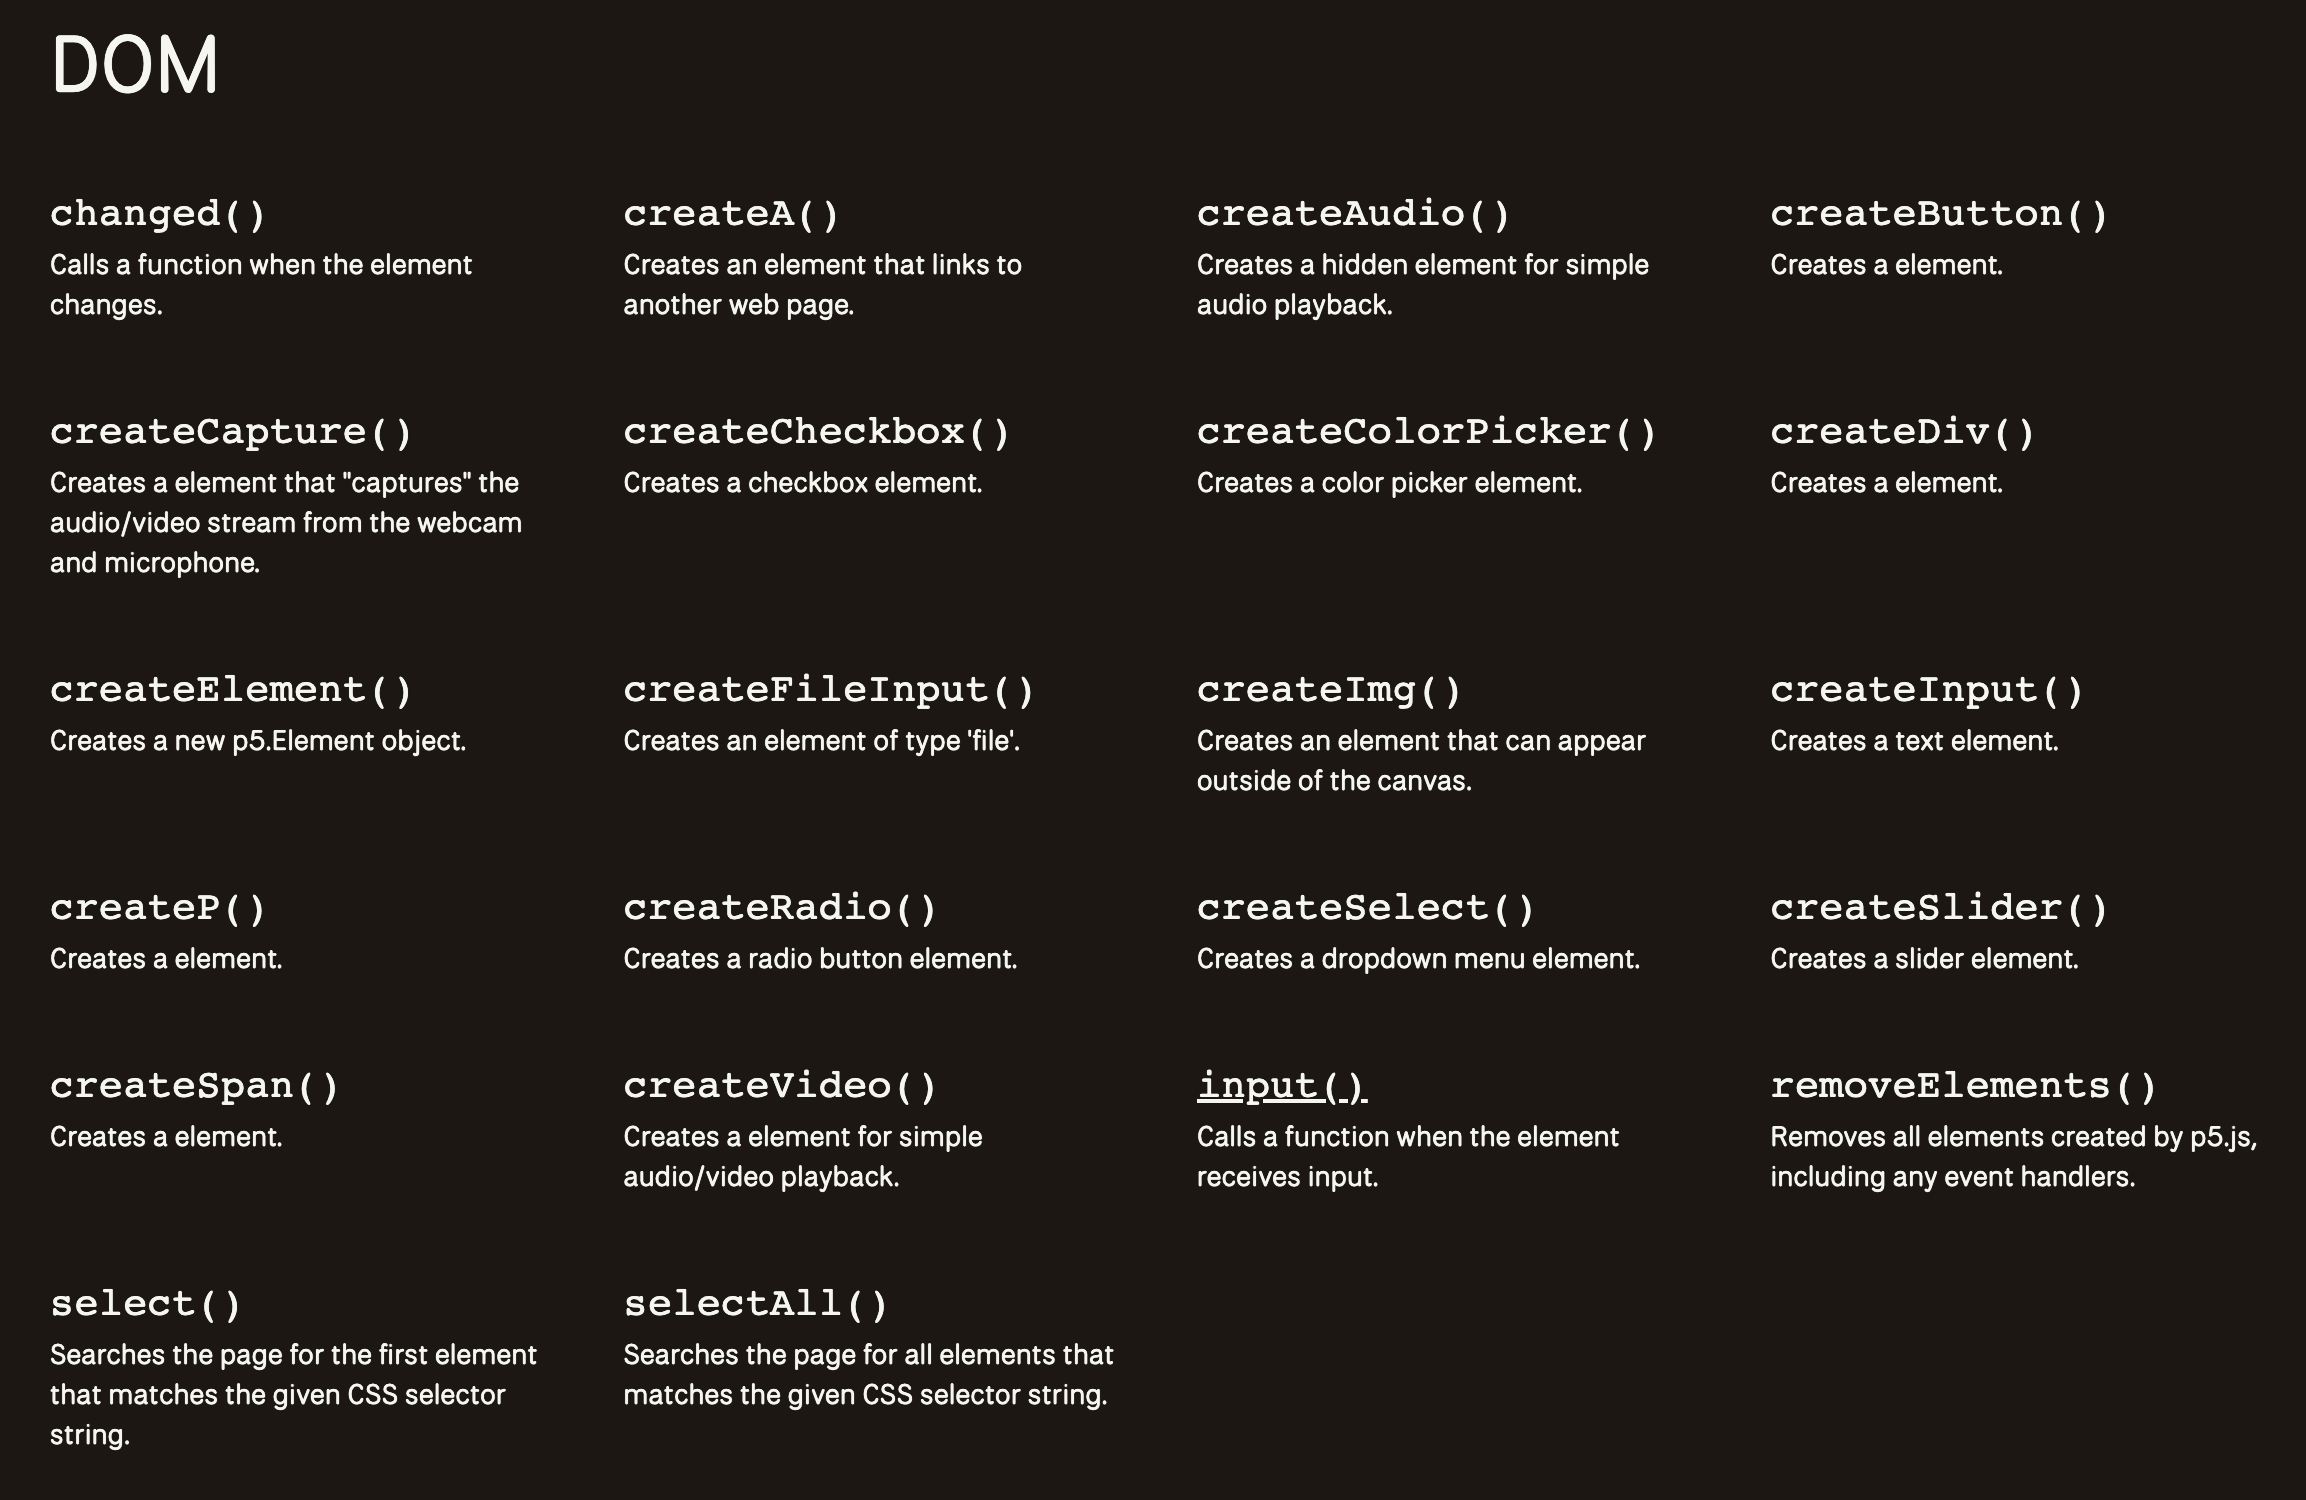 DOM
changed()
Calls a function when the element
changes.
createA()
Creates an element that links to
another web page.
createAudio()
Creates a hidden element for simple
audio playback.
createButton()
Creates a element.
createCapture()
Creates a element that "captures" the
audio/video stream from the webcam
and microphone.
createCheckbox()
Creates a checkbox element.
createColorPicker()
Creates a color picker element.
createDiv()
Creates a element.
createElement()
Creates a new p5.Element object.
createFileInput()
Creates an element of type 'file'.
createImg()
Creates an element that can appear
outside of the canvas.
createInput()
Creates a text element.
createP()
Creates a element.
createRadio()
Creates a radio button element.
createSelect()
Creates a dropdown menu element.
createSlider()
Creates a slider element.
createSpan()
Creates a element.
createVideo()
Creates a element for simple
audio/video playback.
input()
Calls a function when the element
receives input.
removeElements()
Removes all elements created by p5.js,
including any event handlers.
select()
Searches the page for the first element
that matches the given CSS selector
string.
selectAll()
Searches the page for all elements that
matches the given CSS selector string.